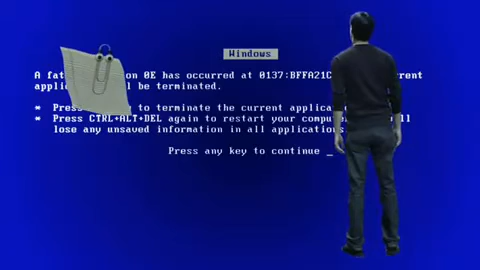 Windows
A fat on 0E has occurred at 0137:BFFA21C rrent
appli l be terminated.
* Press to terminate the current applica
* Press CTRL+ALT+DEL again to restart your compute ll
lose any unsaved information in all applications
Press any key to continue _